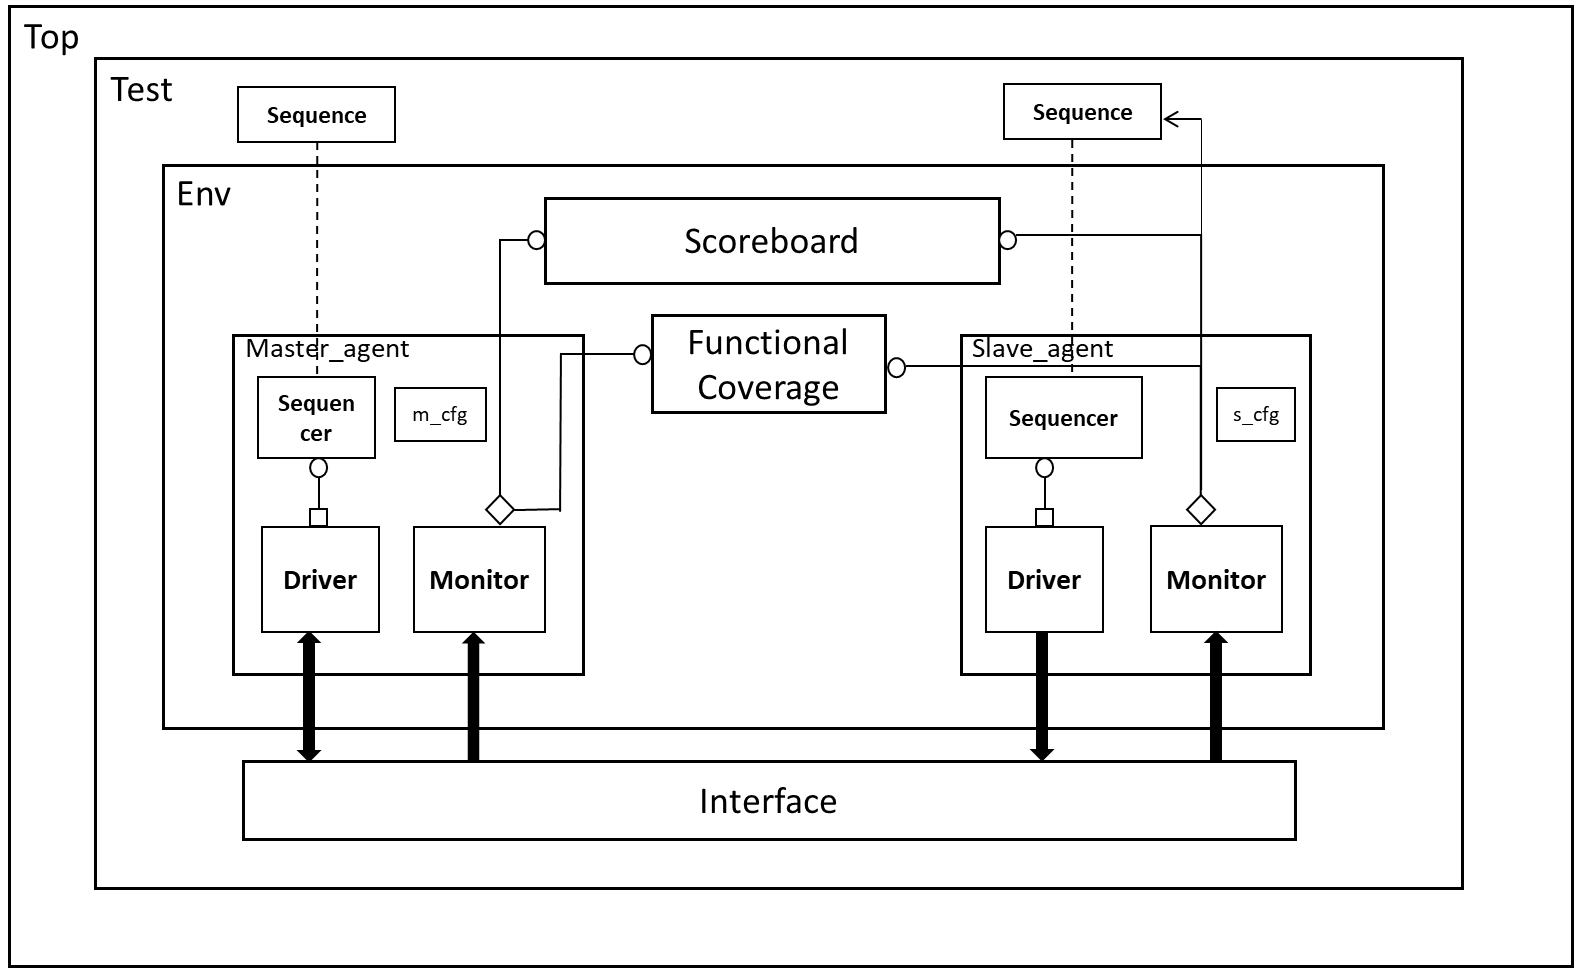 Top
Test
Sequence
Sequence
Env
Scoreboard
Functional
Coverage
Master_agent
Slave_agent
Sequen
cer
m_cfg
Sequencer
s_cfg
Driver
Monitor
Driver
Monitor
Interface